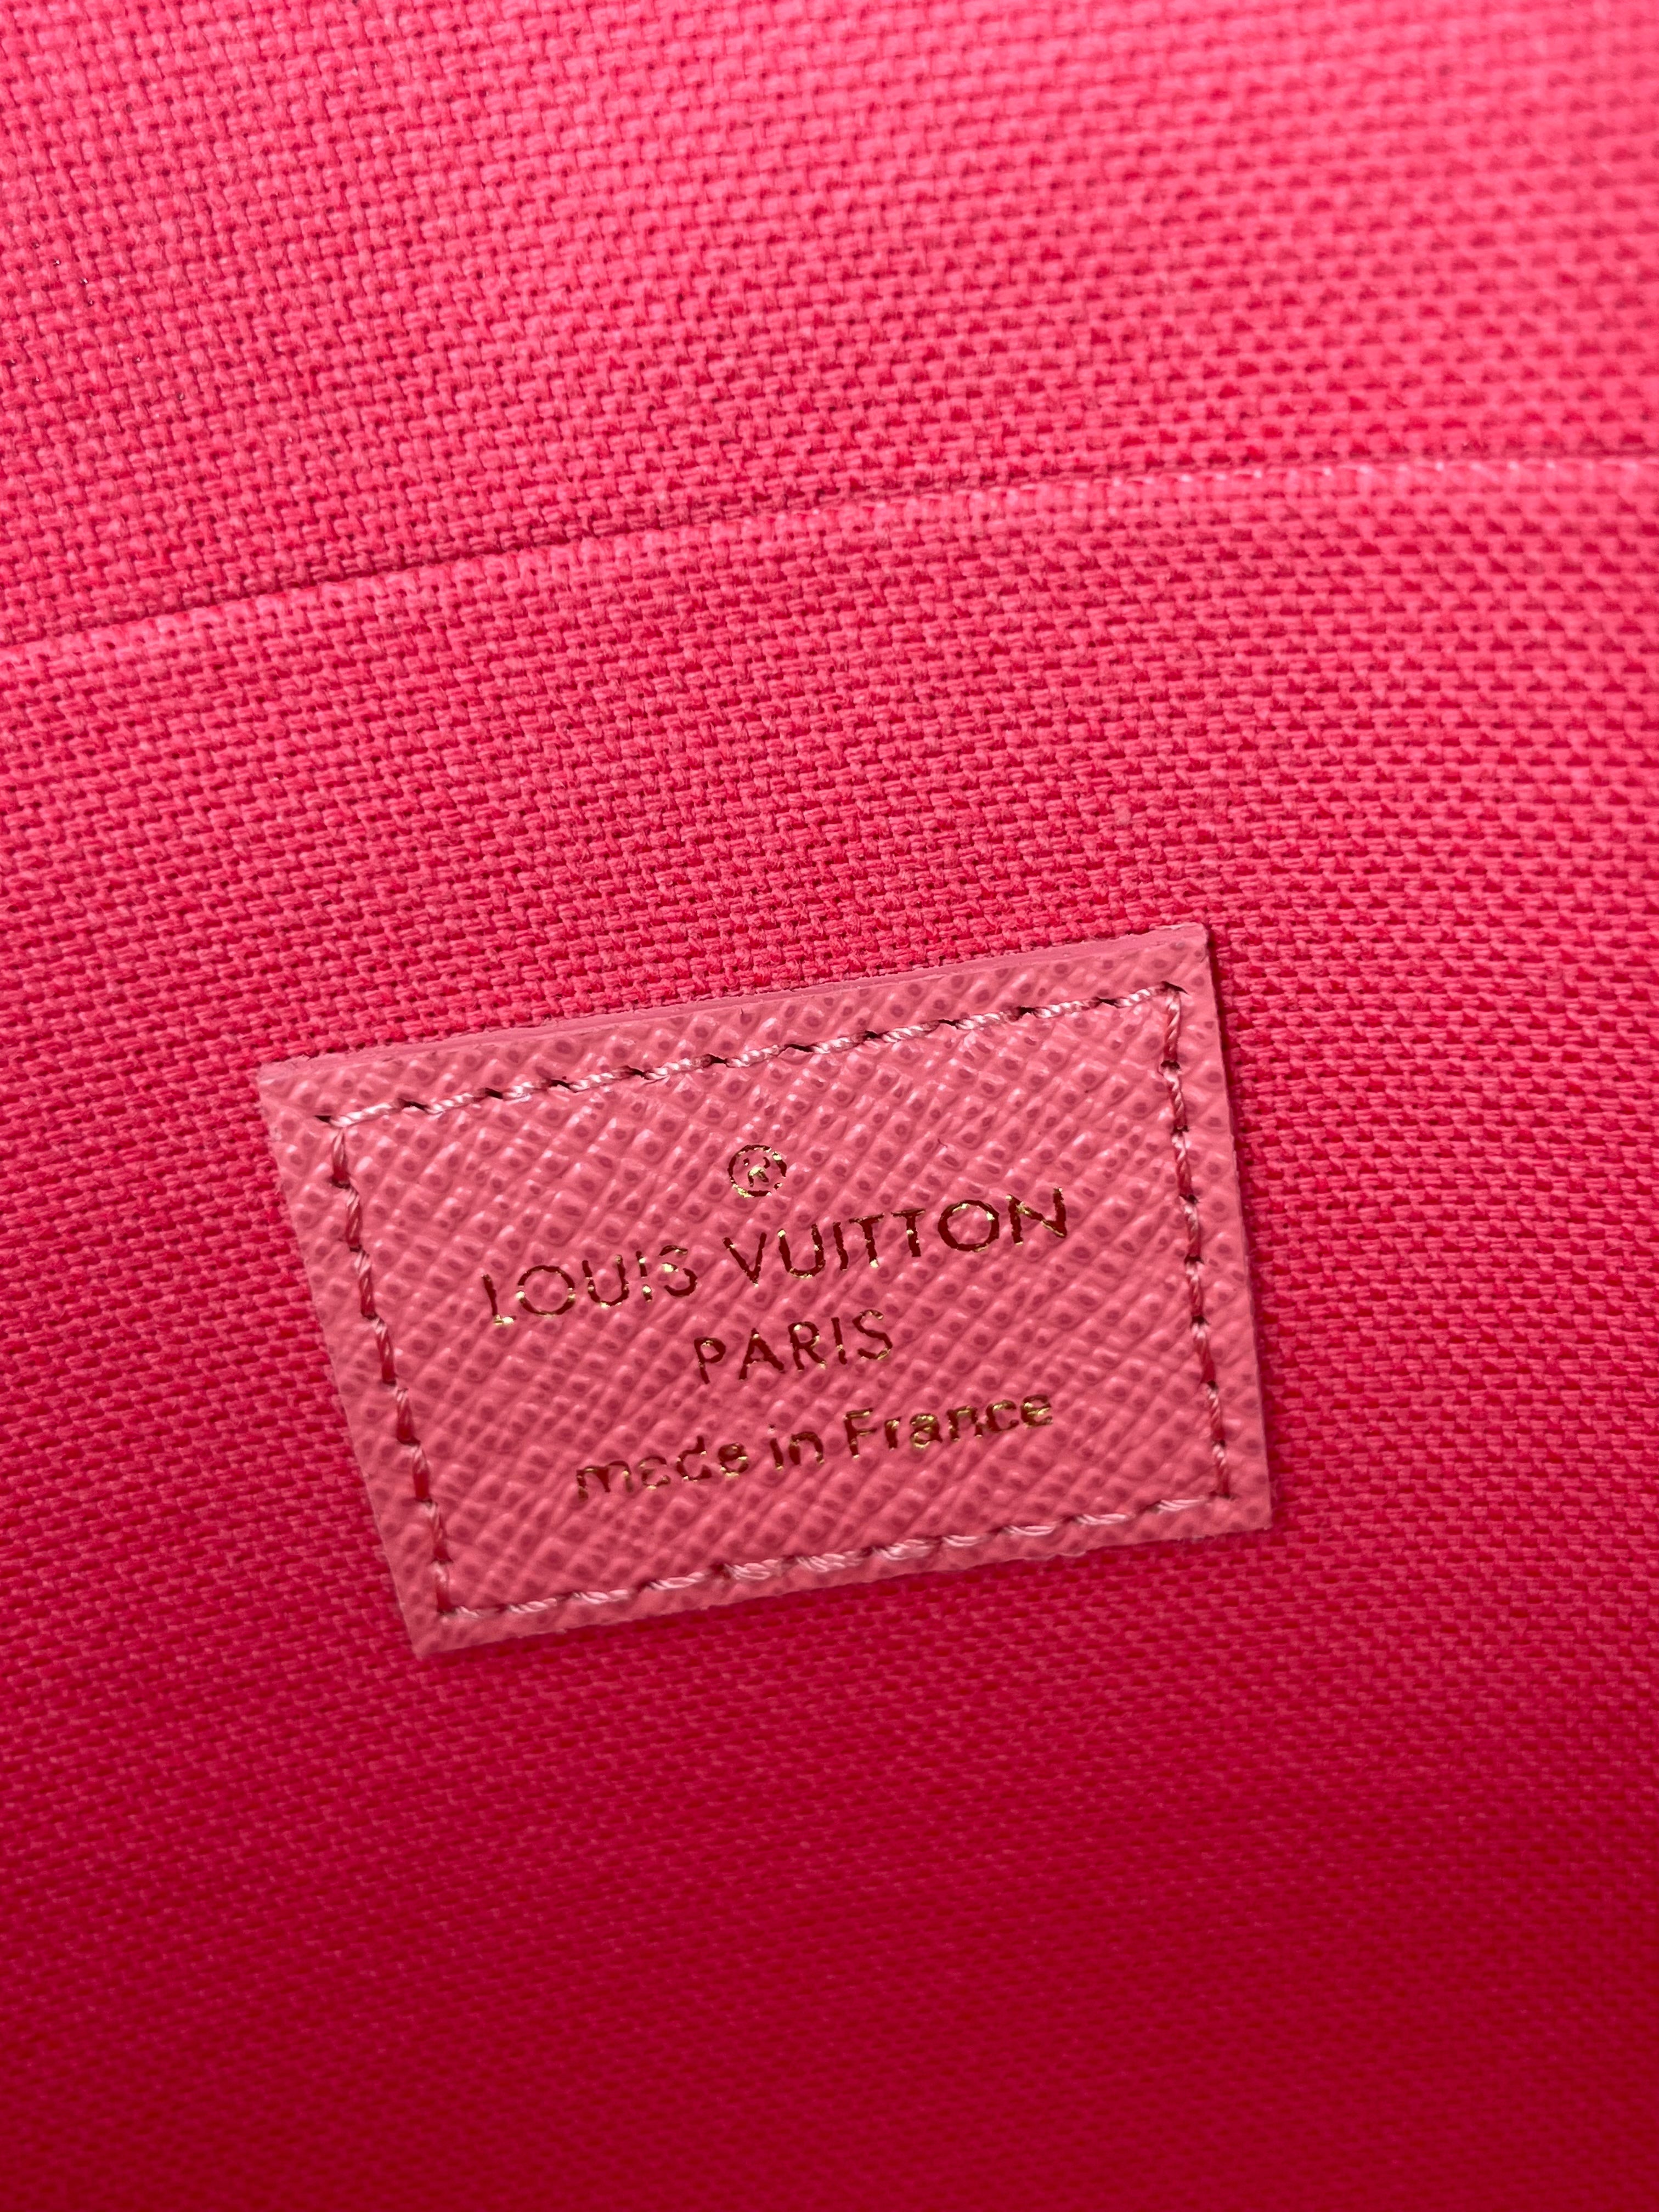 ®
LOUIS VUITTON
PARIS
made in France